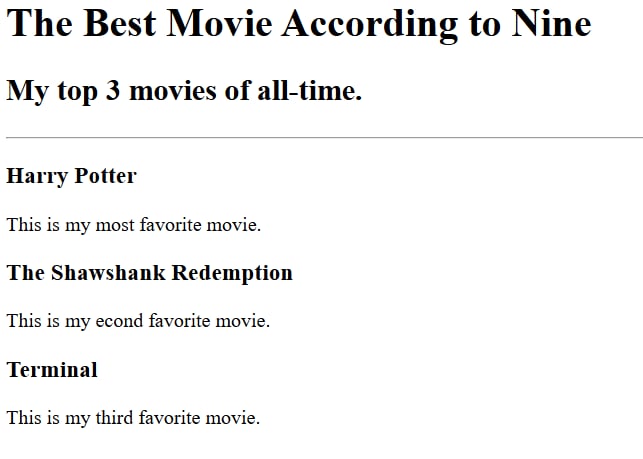 The Best Movie According to Nine
My top 3 movies of all-time.
Harry Potter
This is my most favorite movie.
The Shawshank Redemption
This is my econd favorite movie.
Terminal
This is my third favorite movie.